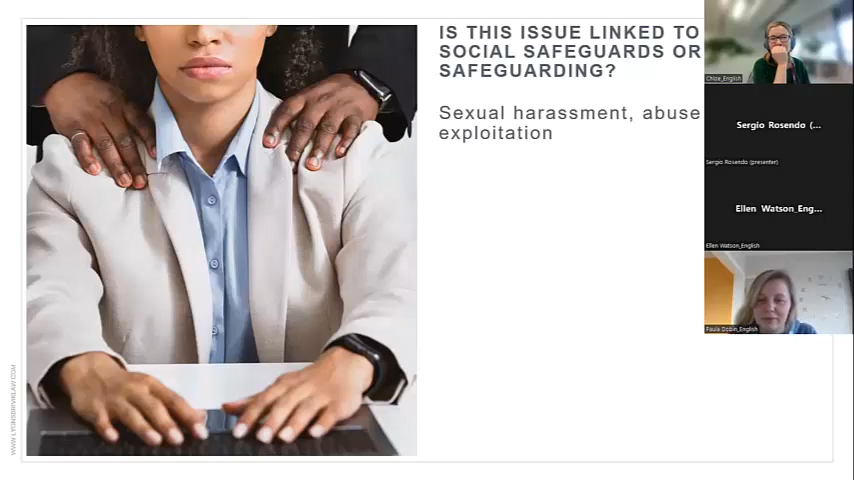 IS THIS ISSUE LINKED TO
SOCIAL SAFEGUARDS OR
SAFEGUARDING?
Sexual harassment, abuse
exploitation
Chloe_English
Sergio Rosendo (...
Sergio Rosendo (presenter)
Ellen Watson_Eng...
Ellen Watson_English
Paula Dobin_English